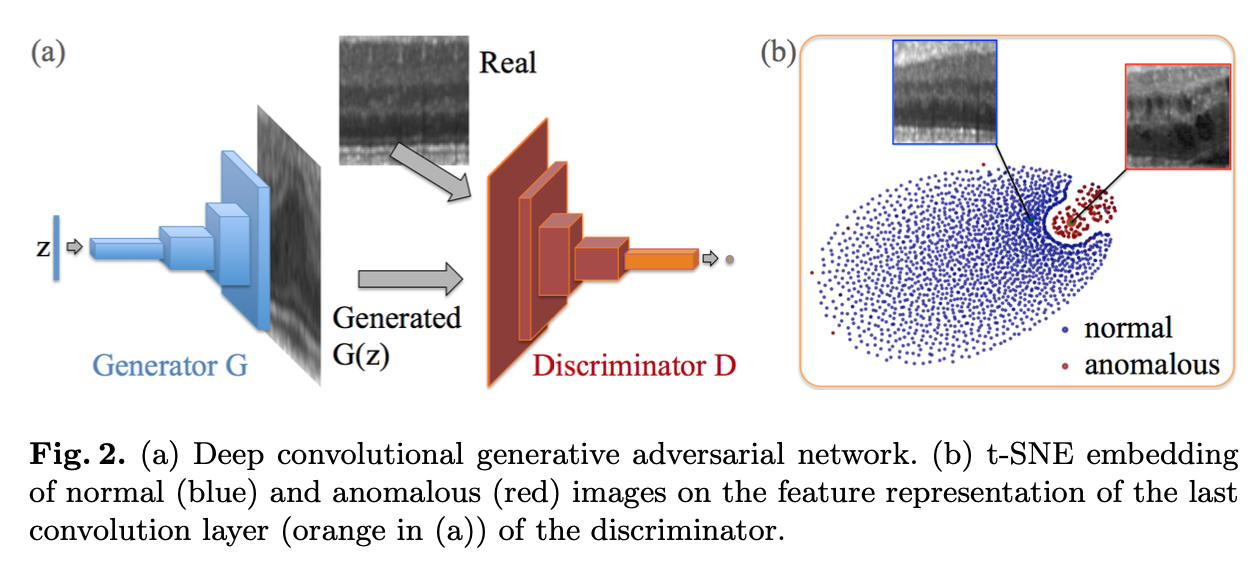 (a)
Real
z
Generated
G(z)
Generator G
Discriminator D
(b)
normal
anomalous
Fig. 2. (a) Deep convolutional generative adversarial network. (b) t-SNE embedding
of normal (blue) and anomalous (red) images on the feature representation of the last
convolution layer (orange in (a)) of the discriminator.